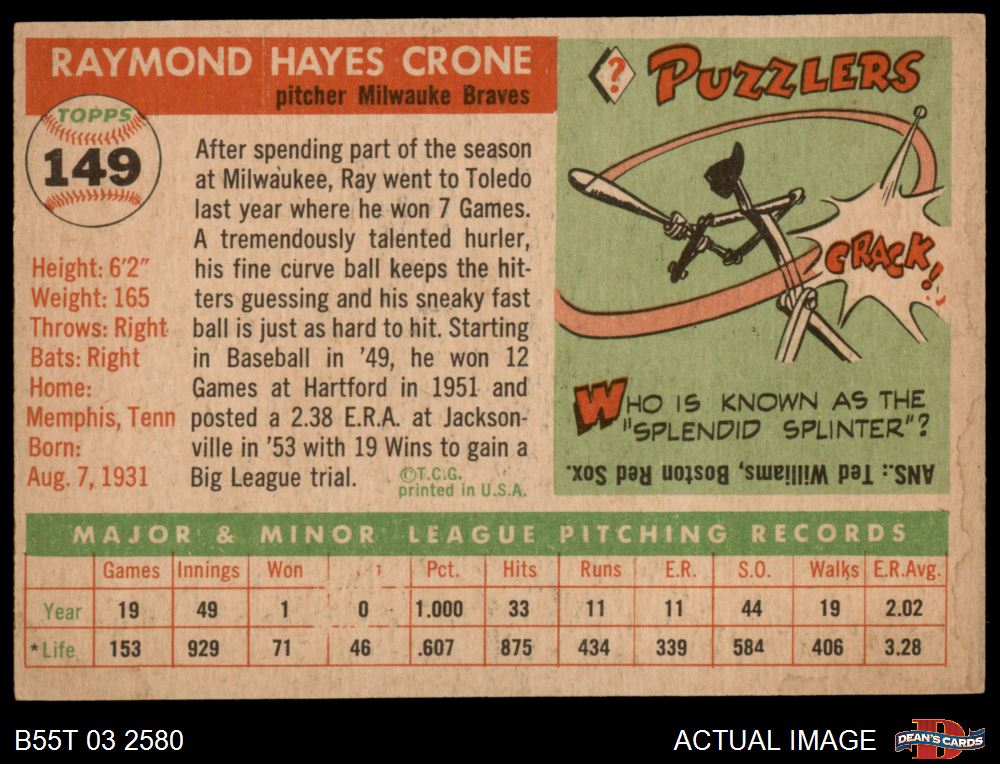 RAYMOND HAYES CRONE
pitcher Milwauke Braves
TOPPS
149
Height: 6'2"
Weight: 165
Throws: Right
Bats: Right
Home:
Memphis, Tenn
Born:
Aug. 7, 1931
After spending part of the season
at Milwaukee, Ray went to Toledo
last year where he won 7 Games.
A tremendously talented hurler,
his fine curve ball keeps the hit-
ters guessing and his sneaky fast
ball is just as hard to hit. Starting
in Baseball in '49, he won 12
Games at Hartford in 1951 and
posted a 2.38 E.R.A. at Jackson-
ville in '53 with 19 Wins to gain a
Big League trial.
©T.C.G.
printed in U.S.A.
?
PUZZLERS
CRACK!
WHO IS KNOWN AS THE
"SPLENDID SPLINTER"?
ANS.: Ted Williams, Boston Red Sox.
MAJOR & MINOR LEAGUE PITCHING RECORDS
Games Innings Won Pct. Hits Runs E.R. S.O. Walks E.R.Avg.
Year 19 49 1 0 1.000 33 11 11 44 19 2.02
*Life 153 929 71 46 .607 875 434 339 584 406 3.28
B55T 03 2580
ACTUAL IMAGE
D
DEAN'S CARDS